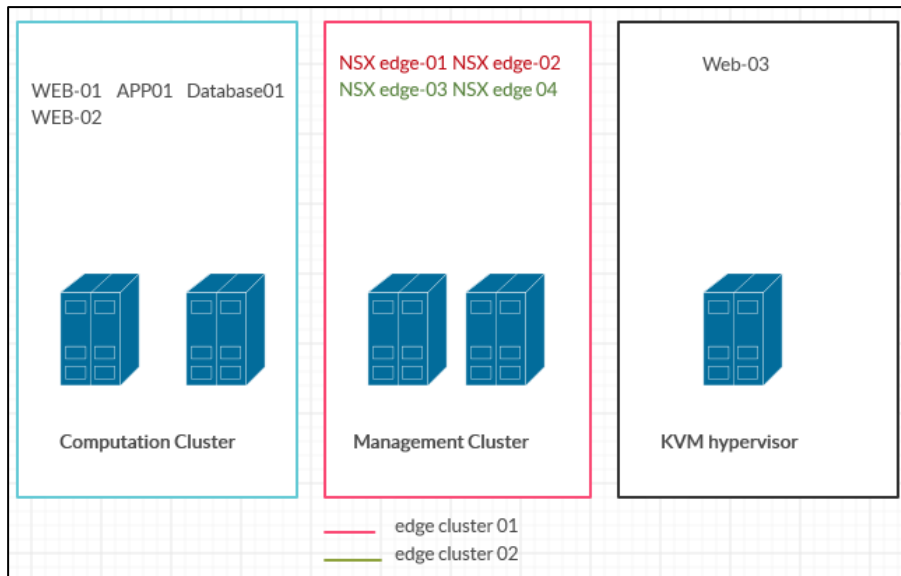 WEB-01 APP01 Database01
WEB-02
NSX edge-01 NSX edge-02
NSX edge-03 NSX edge 04
Web-03
Computation Cluster
Management Cluster
KVM hypervisor
edge cluster 01
edge cluster 02